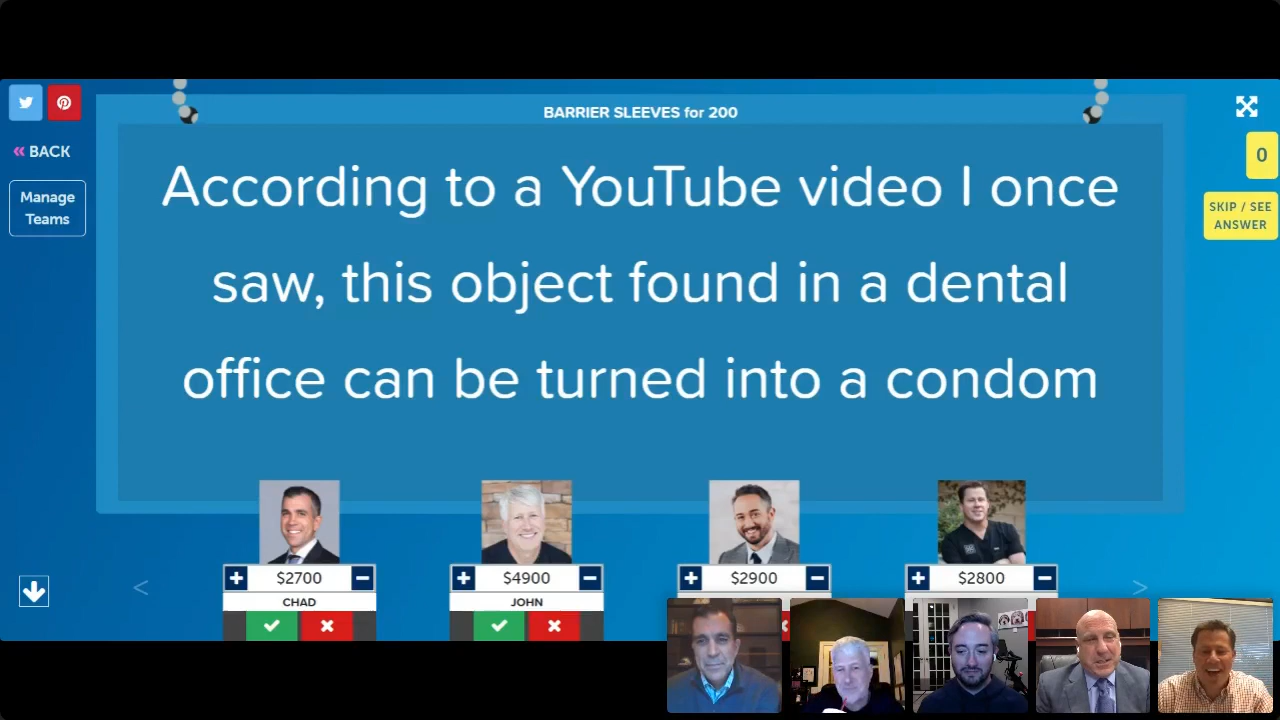 BARRIER SLEEVES for 200
« BACK
Manage
Teams
0
SKIP / SEE
ANSWER
According to a YouTube video I once
saw, this object found in a dental
office can be turned into a condom
+ $2700 −
CHAD
+ $4900 −
JOHN
+ $2900 −
+ $2800 −